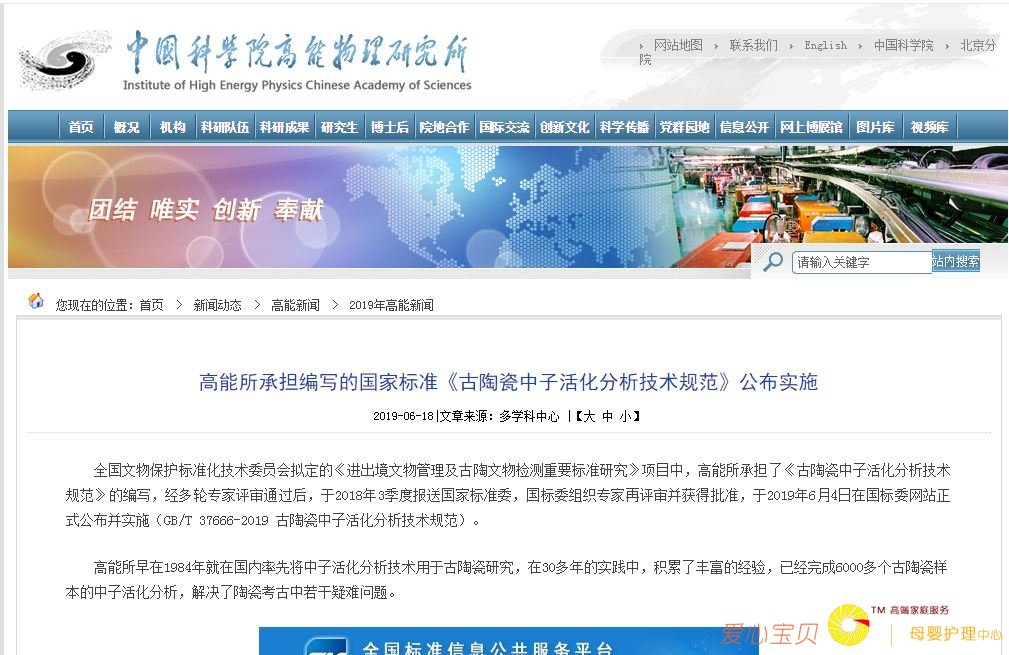 中國科學院高能物理研究所
Institute of High Energy Physics Chinese Academy of Sciences
› 网站地图 › 联系我们 › English › 中国科学院 › 北京分
院
首页 概况 机构 科研队伍 科研成果 研究生 博士后 院地合作 国际交流 创新文化 科学传播 党群园地 信息公开 网上博展馆 图片库 视频库
团结 唯实 创新 奉献
请输入关键字 站内搜索
您现在的位置：首页 > 新闻动态 > 高能新闻 > 2019年高能新闻
高能所承担编写的国家标准《古陶瓷中子活化分析技术规范》公布实施
2019-06-18|文章来源：多学科中心 |【大 中 小】
全国文物保护标准化技术委员会拟定的《进出境文物管理及古陶文物检测重要标准研究》项目中，高能所承担了《古陶瓷中子活化分析技术
规范》的编写，经多轮专家评审通过后，于2018年3季度报送国家标准委，国标委组织专家再评审并获得批准，于2019年6月4日在国标委网站正
式公布并实施（GB/T 37666-2019 古陶瓷中子活化分析技术规范）。
高能所早在1984年就在国内率先将中子活化分析技术用于古陶瓷研究，在30多年的实践中，积累了丰富的经验，已经完成6000多个古陶瓷样
本的中子活化分析，解决了陶瓷考古中若干疑难问题。
全国标准信息公共服务平台
爱心宝贝 TM 高端家庭服务
母婴护理中心